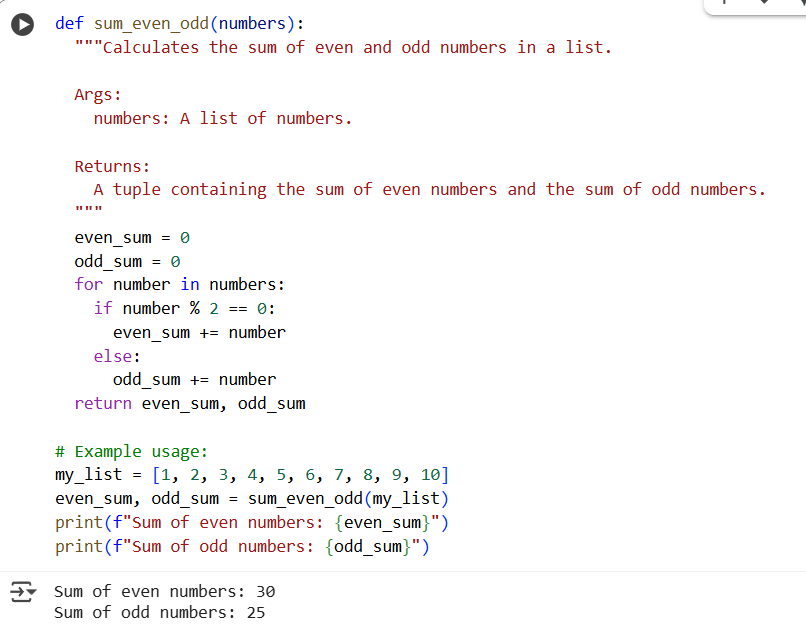 def sum_even_odd(numbers):
  """Calculates the sum of even and odd numbers in a list.

  Args:
    numbers: A list of numbers.

  Returns:
    A tuple containing the sum of even numbers and the sum of odd numbers.
  """
  even_sum = 0
  odd_sum = 0
  for number in numbers:
    if number % 2 == 0:
      even_sum += number
    else:
      odd_sum += number
  return even_sum, odd_sum

# Example usage:
my_list = [1, 2, 3, 4, 5, 6, 7, 8, 9, 10]
even_sum, odd_sum = sum_even_odd(my_list)
print(f"Sum of even numbers: {even_sum}")
print(f"Sum of odd numbers: {odd_sum}")
Sum of even numbers: 30
Sum of odd numbers: 25